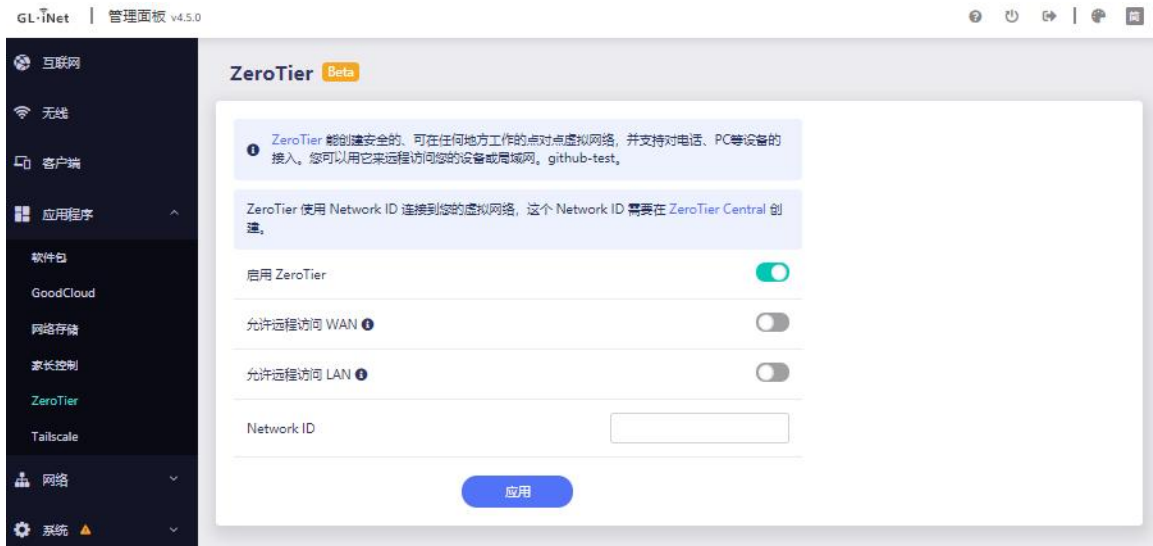 GL·iNet | 管理面板 v4.5.0
简
互联网
无线
客户端
应用程序
软件包
GoodCloud
网络存储
家长控制
ZeroTier
Tailscale
网络
系统
ZeroTier Beta
ZeroTier 能创建安全的、可在任何地方工作的点对点虚拟网络，并支持对电话、PC等设备的
接入。您可以用它来远程访问您的设备或局域网。github-test。
ZeroTier 使用 Network ID 连接到您的虚拟网络，这个 Network ID 需要在 ZeroTier Central 创
建。
启用 ZeroTier
允许远程访问 WAN
允许远程访问 LAN
Network ID
应用